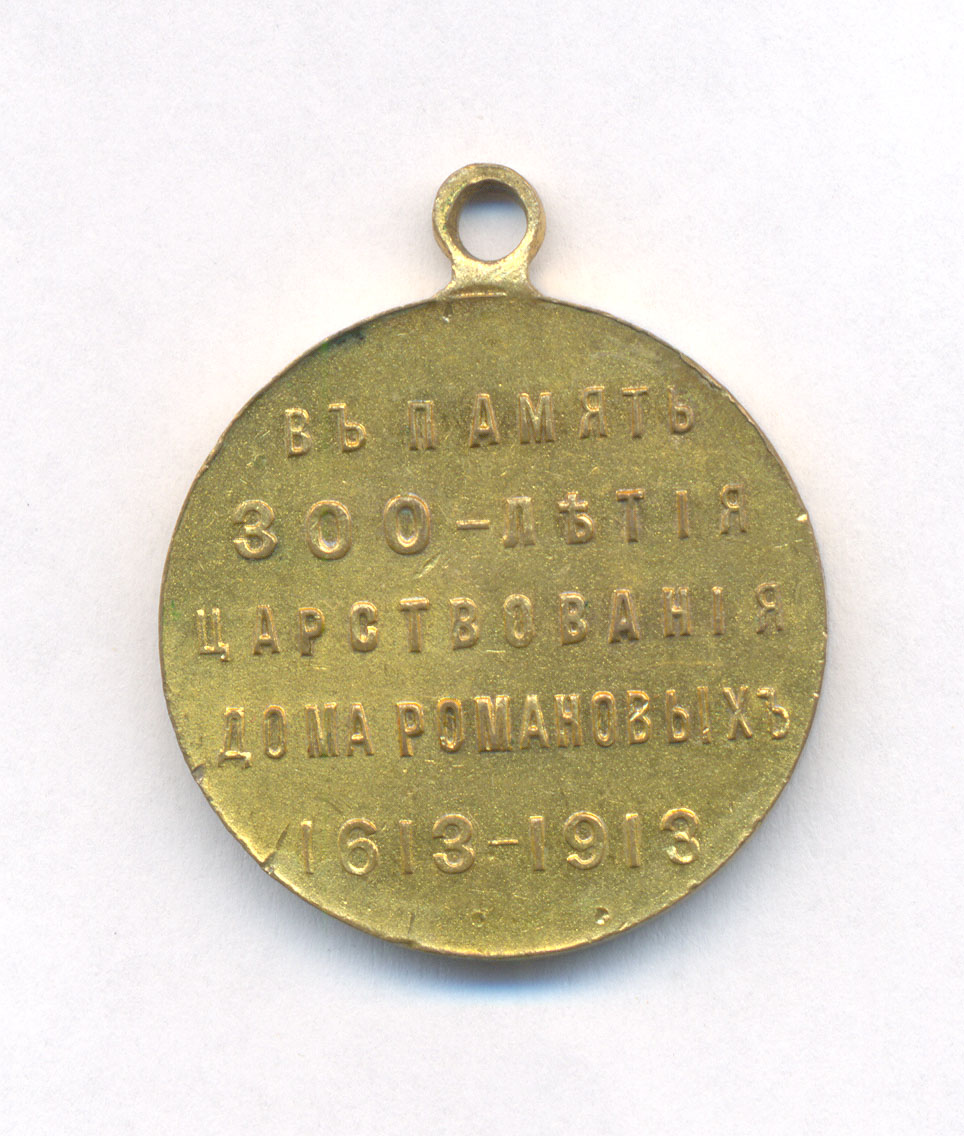 ВЪ ПАМЯТЬ
300-ЛѢТІЯ
ЦАРСТВОВАНІЯ
ДОМА РОМАНОВЫХЪ
1613-1913